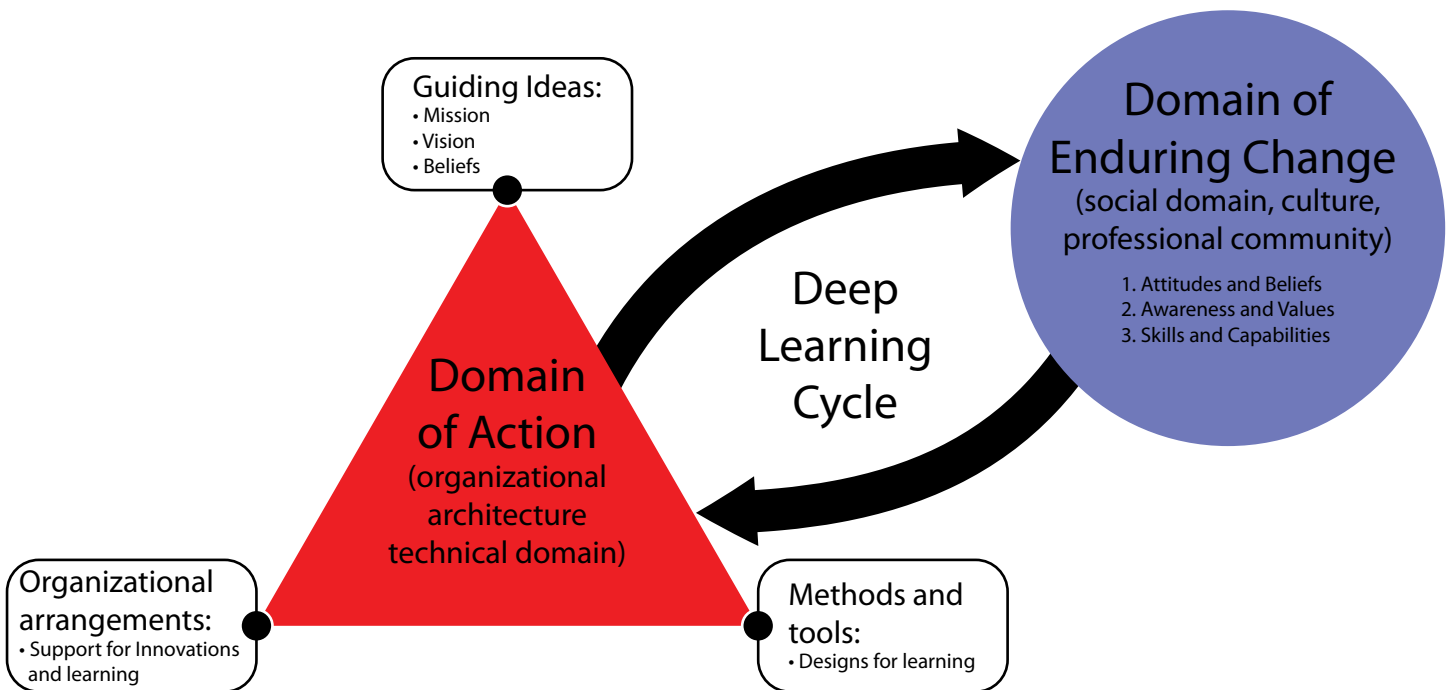 Guiding Ideas:
• Mission
• Vision
• Beliefs
Domain of
Enduring Change
(social domain, culture,
professional community)
1. Attitudes and Beliefs
2. Awareness and Values
3. Skills and Capabilities
Deep
Learning
Cycle
Domain
of Action
(organizational
architecture
technical domain)
Organizational
arrangements:
• Support for Innovations
and learning
Methods and
tools:
• Designs for learning